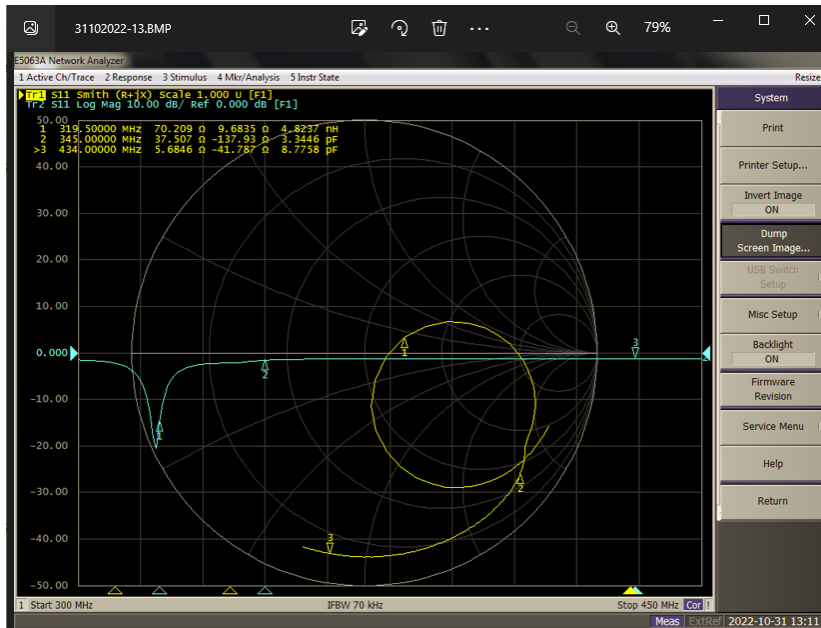 31102022-13.BMP
79%
E5063A Network Analyzer
1 Active Ch/Trace 2 Response 3 Stimulus 4 Mkr/Analysis 5 Instr State
Resize
Tr1 S11 Smith (R+jX) Scale 1.000 U [F1]
Tr2 S11 Log Mag 10.00 dB/ Ref 0.000 dB [F1]
50.00
1 319.50000 MHz 70.209 Ω 9.6835 Ω 4.8237 nH
2 345.00000 MHz 37.507 Ω -137.93 Ω 3.3446 pF
>3 434.00000 MHz 5.6846 Ω -41.787 Ω 8.7758 pF
40.00
30.00
20.00
10.00
0.000
-10.00
-20.00
-30.00
-40.00
-50.00
1
2
3
1
2
3
2
1 Start 300 MHz
IFBW 70 kHz
Stop 450 MHz Cor !
System
Print
Printer Setup...
Invert Image
ON
Dump
Screen Image...
USB Switch
Setup
Misc Setup
Backlight
ON
Firmware
Revision
Service Menu
Help
Return
Meas ExtRef 2022-10-31 13:11